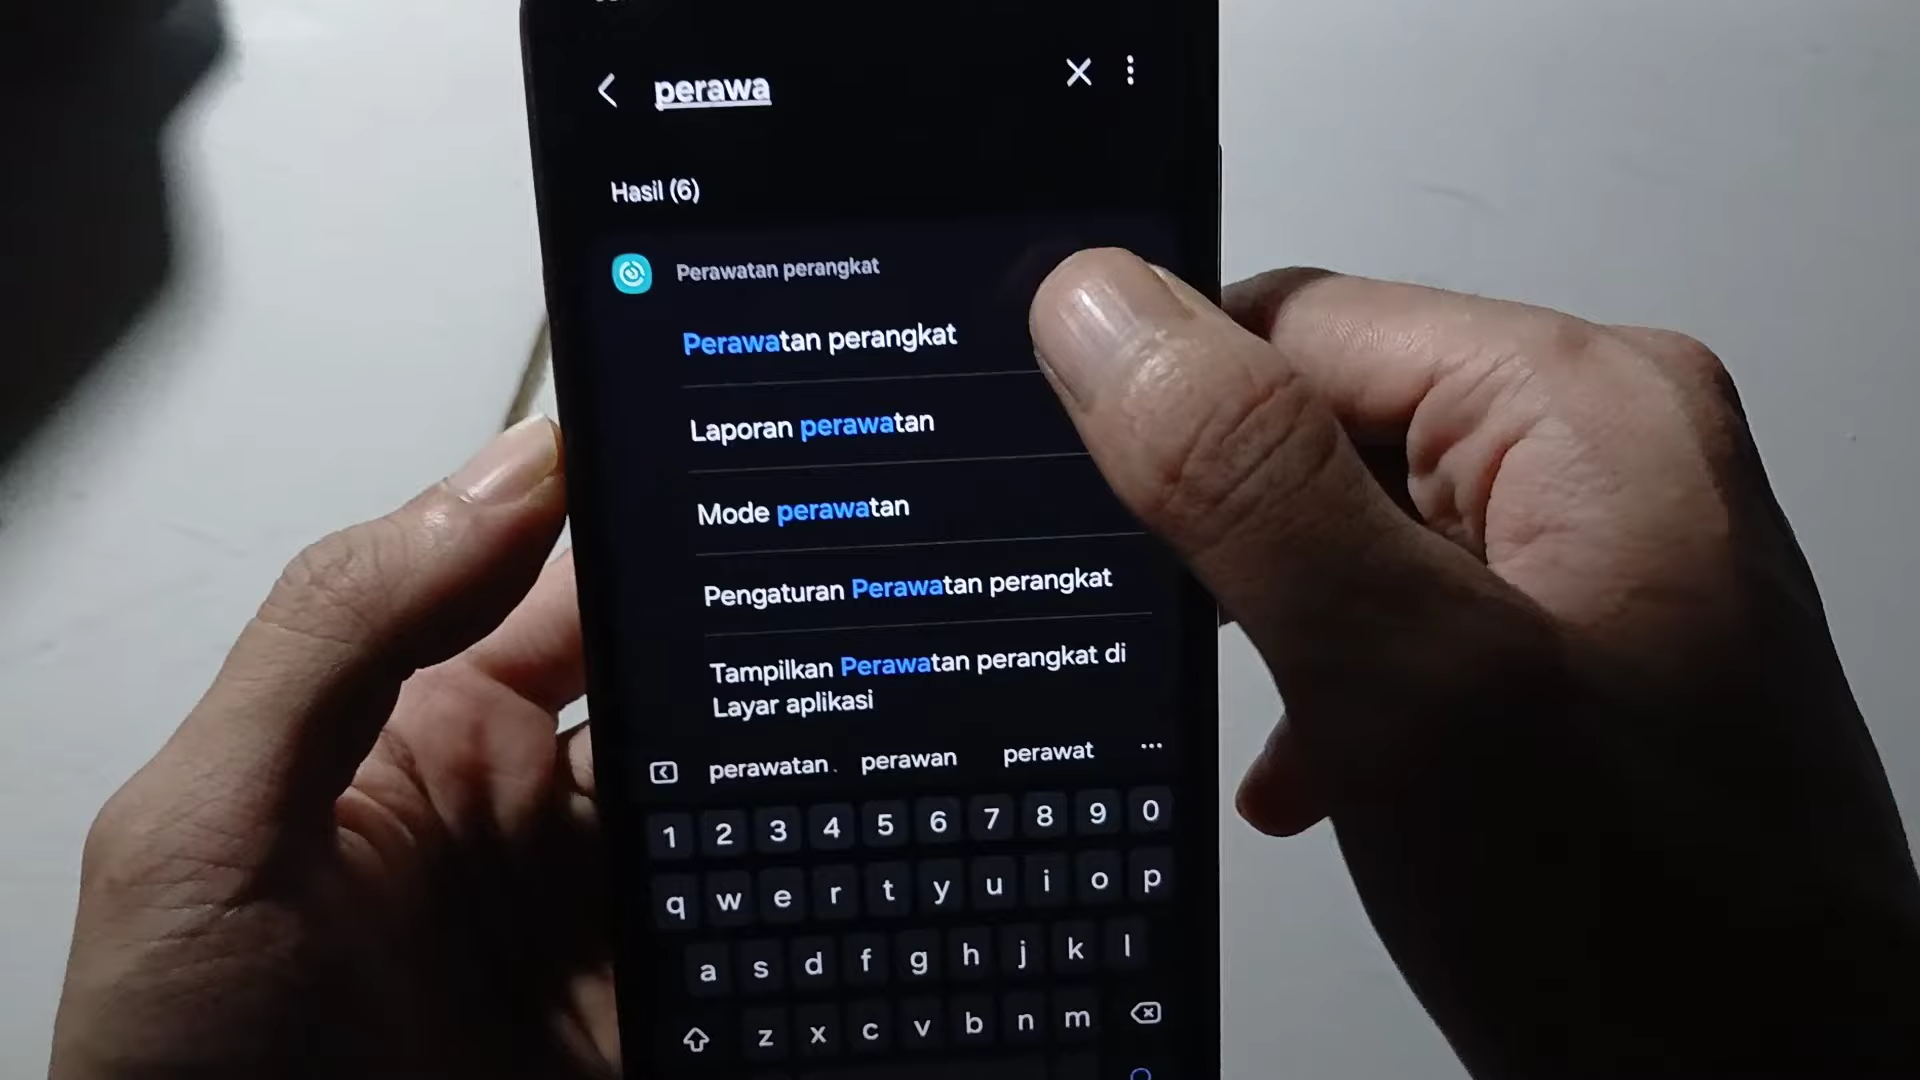 perawa
Hasil (6)
Perawatan perangkat
Perawatan perangkat
Laporan perawatan
Mode perawatan
Pengaturan Perawatan perangkat
Tampilkan Perawatan perangkat di
Layar aplikasi
perawatan perawan perawat ...
1 2 3 4 5 6 7 8 9 0
q w e r t y u i o p
a s d f g h j k l
z x c v b n m